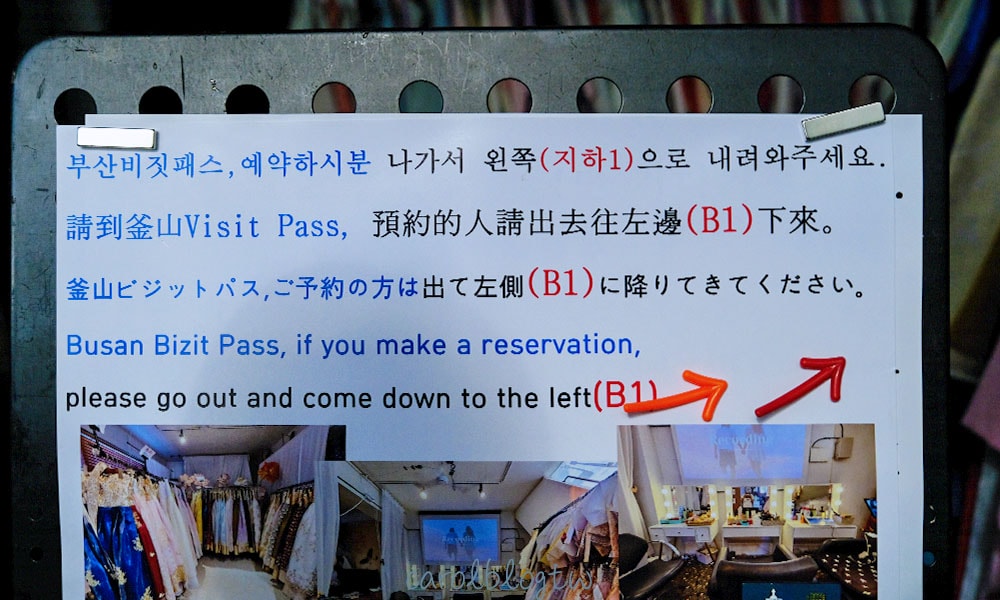 부산비짓패스,예약하시분 나가서 왼쪽(지하1)으로 내려와주세요.
請到釜山Visit Pass, 預約的人請出去往左邊(B1)下來。
釜山ビジットパス,ご予約の方は出て左側(B1)に降りてきてください。
Busan Bizit Pass, if you make a reservation,
please go out and come down to the left(B1)
Recording
Recording